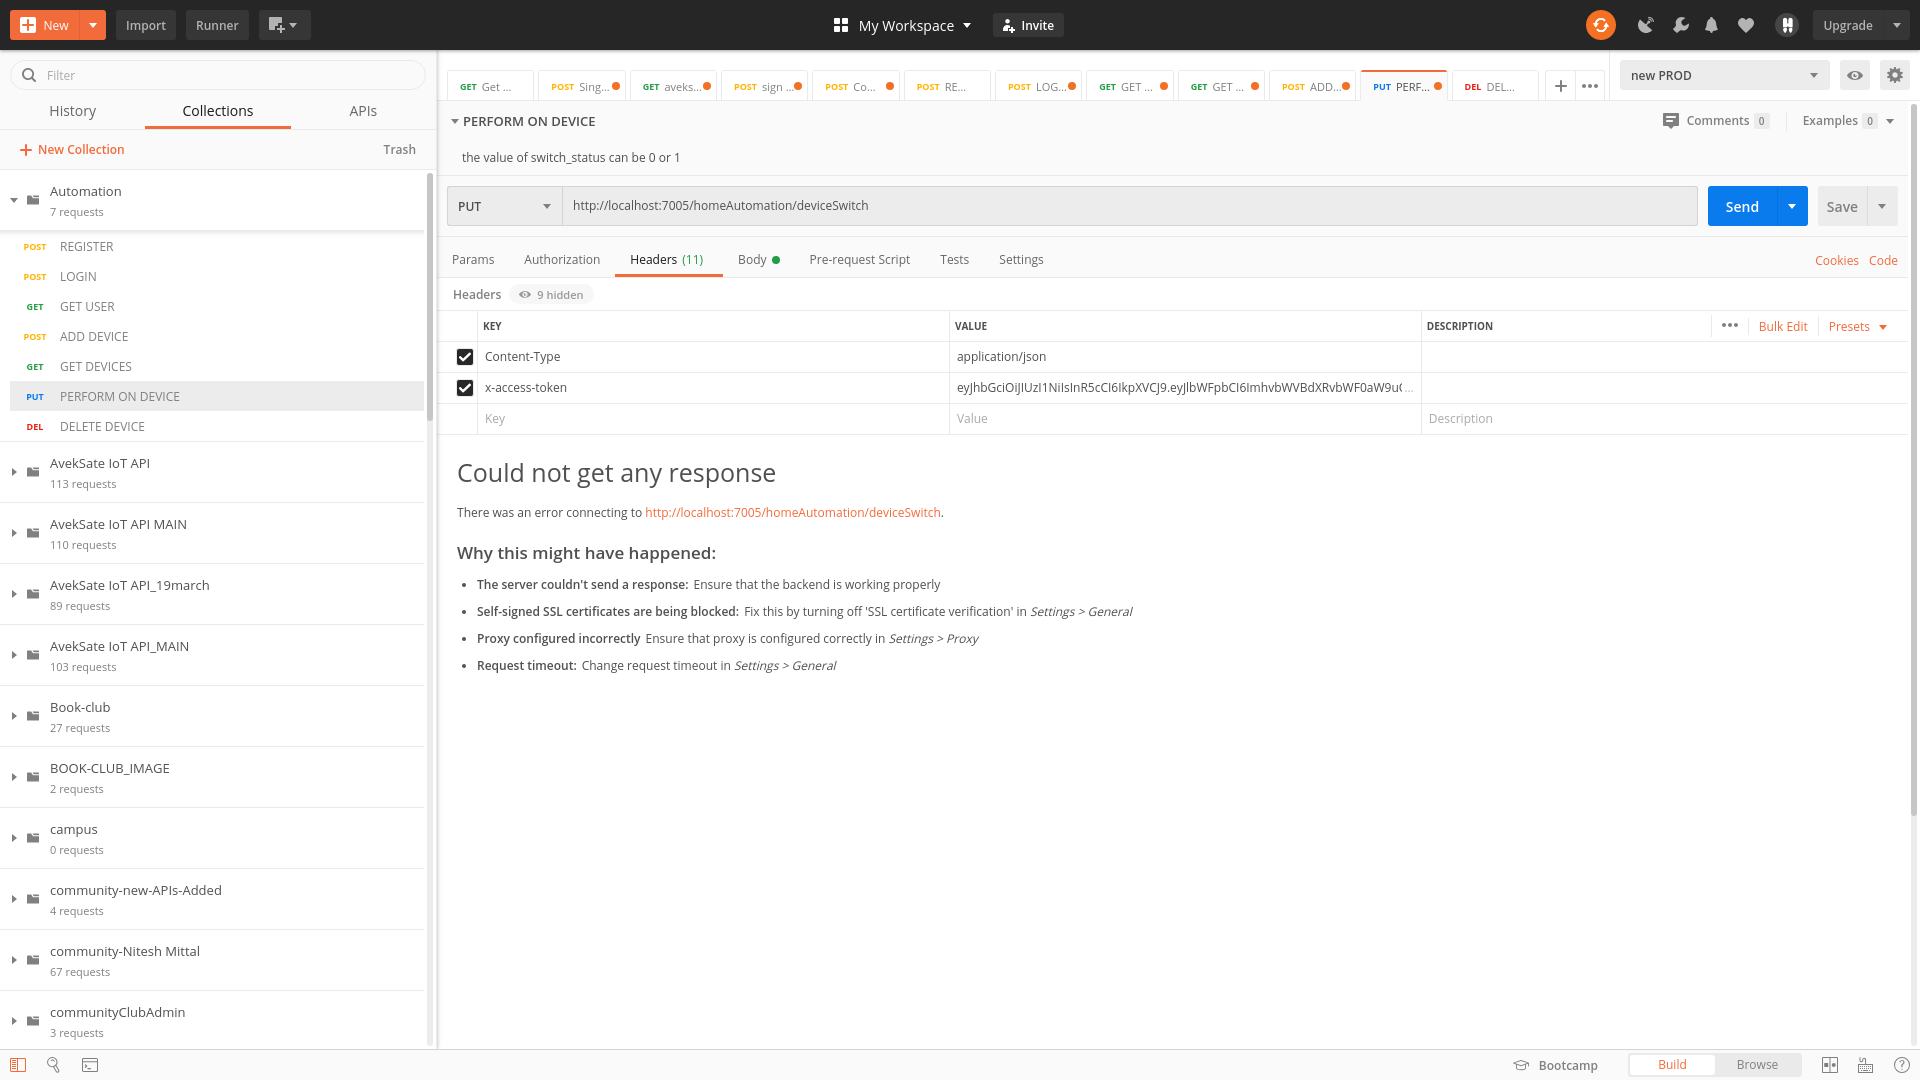 New
Import
Runner
My Workspace
Invite
Upgrade
Filter
History
Collections
APIs
New Collection
Trash
Automation
7 requests
POST REGISTER
POST LOGIN
GET GET USER
POST ADD DEVICE
GET GET DEVICES
PUT PERFORM ON DEVICE
DEL DELETE DEVICE
AvekSate IoT API
113 requests
AvekSate IoT API MAIN
110 requests
AvekSate IoT API_19march
89 requests
AvekSate IoT API_MAIN
103 requests
Book-club
27 requests
BOOK-CLUB_IMAGE
2 requests
campus
0 requests
community-new-APIs-Added
4 requests
community-Nitesh Mittal
67 requests
communityClubAdmin
3 requests
GET Get ...
POST Sing...
GET aveks...
POST sign ...
POST Co...
POST RE...
POST LOG...
GET GET ...
GET GET ...
POST ADD...
PUT PERF...
DEL DEL...
new PROD
PERFORM ON DEVICE
Comments 0
Examples 0
the value of switch_status can be 0 or 1
PUT
http://localhost:7005/homeAutomation/deviceSwitch
Send
Save
Params
Authorization
Headers (11)
Body
Pre-request Script
Tests
Settings
Cookies
Code
Headers
9 hidden
KEY
VALUE
DESCRIPTION
Bulk Edit
Presets
Content-Type
application/json
x-access-token
Key
Value
Description
Could not get any response
There was an error connecting to http://localhost:7005/homeAutomation/deviceSwitch.
Why this might have happened:
The server couldn't send a response: Ensure that the backend is working properly
Self-signed SSL certificates are being blocked: Fix this by turning off 'SSL certificate verification' in Settings > General
Proxy configured incorrectly Ensure that proxy is configured correctly in Settings > Proxy
Request timeout: Change request timeout in Settings > General
Bootcamp
Build
Browse